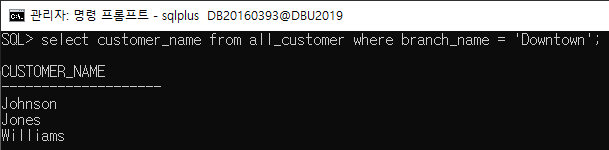 관리자: 명령 프롬프트 - sqlplus DB20160393@DBU2019
SQL> select customer_name from all_customer where branch_name = 'Downtown';
CUSTOMER_NAME
--------------------
Johnson
Jones
Williams